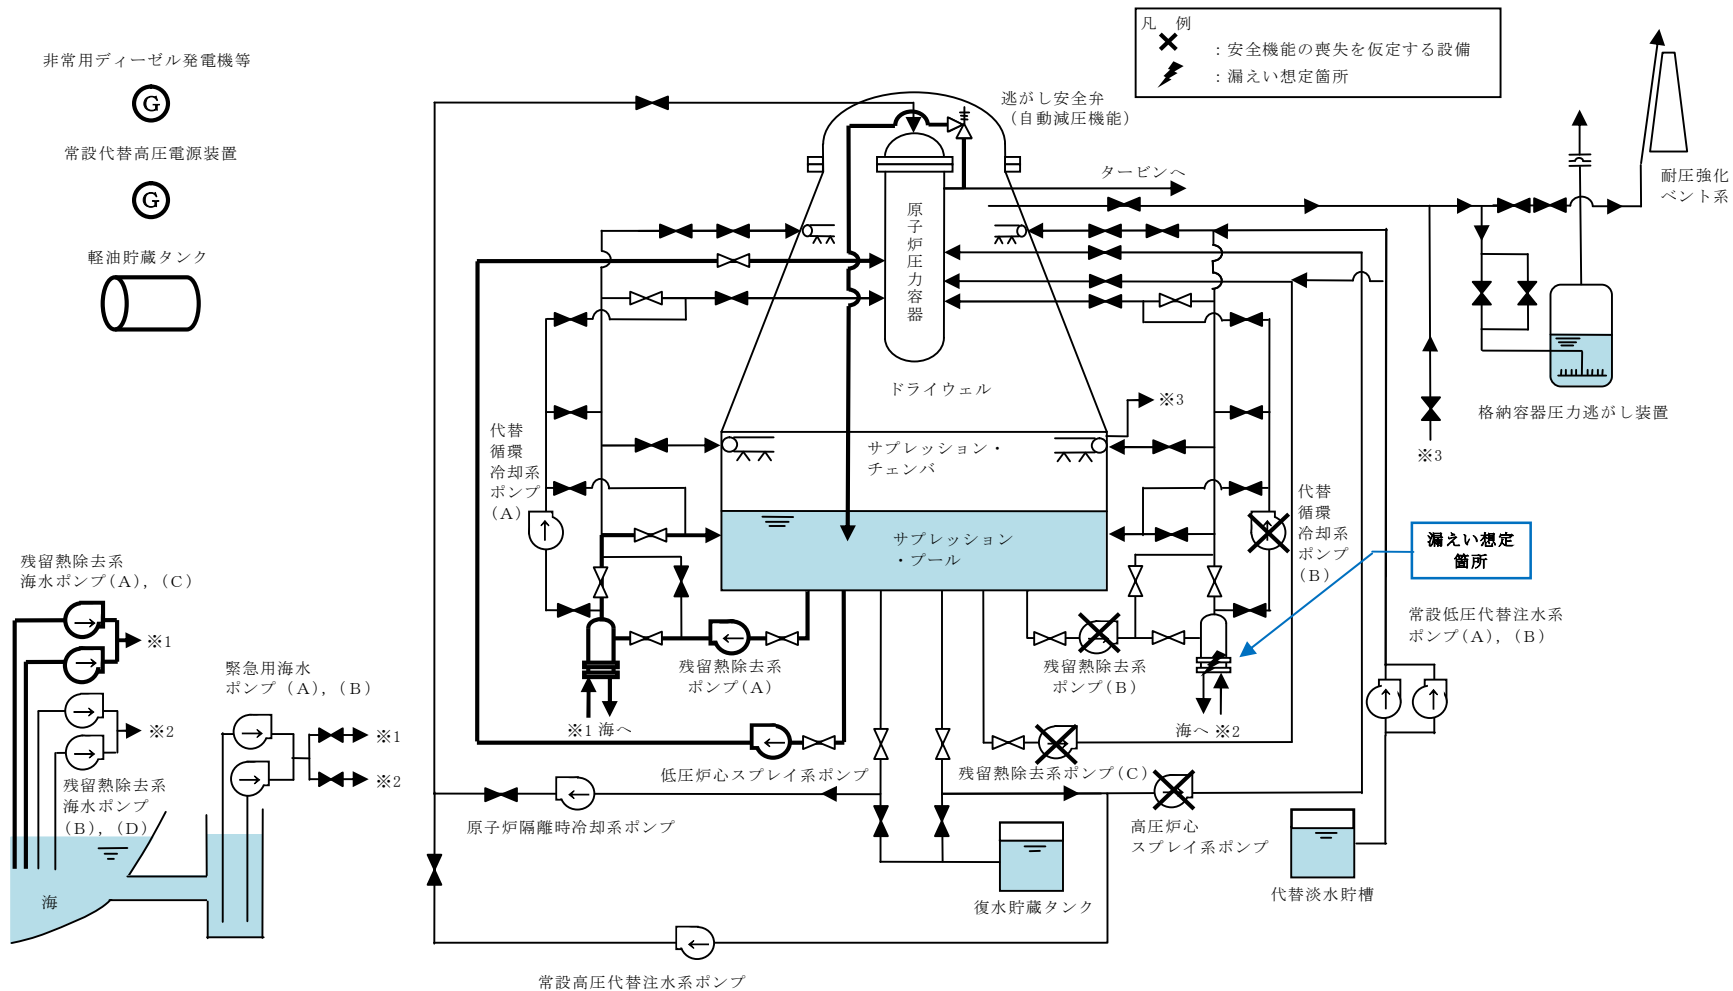 凡　例
：安全機能の喪失を仮定する設備
：漏えい想定箇所
非常用ディーゼル発電機等
G
常設代替高圧電源装置
G
軽油貯蔵タンク
逃がし安全弁
（自動減圧機能）
タービンへ
耐圧強化
ベント系
原子炉圧力容器
ドライウェル
※3
格納容器圧力逃がし装置
※3
代替
循環
冷却系
ポンプ
（A）
サプレッション・
チェンバ
サプレッション
・プール
代替
循環
冷却系
ポンプ
（B）
漏えい想定
箇所
残留熱除去系
海水ポンプ（A），（C）
※1
※2
残留熱除去系
海水ポンプ
（B），（D）
海
緊急用海水
ポンプ（A），（B）
※1
※2
残留熱除去系
ポンプ（A）
※1 海へ
残留熱除去系
ポンプ（B）
海へ ※2
常設低圧代替注水系
ポンプ（A），（B）
低圧炉心スプレイ系ポンプ
残留熱除去系ポンプ（C）
原子炉隔離時冷却系ポンプ
高圧炉心
スプレイ系ポンプ
復水貯蔵タンク
代替淡水貯槽
常設高圧代替注水系ポンプ